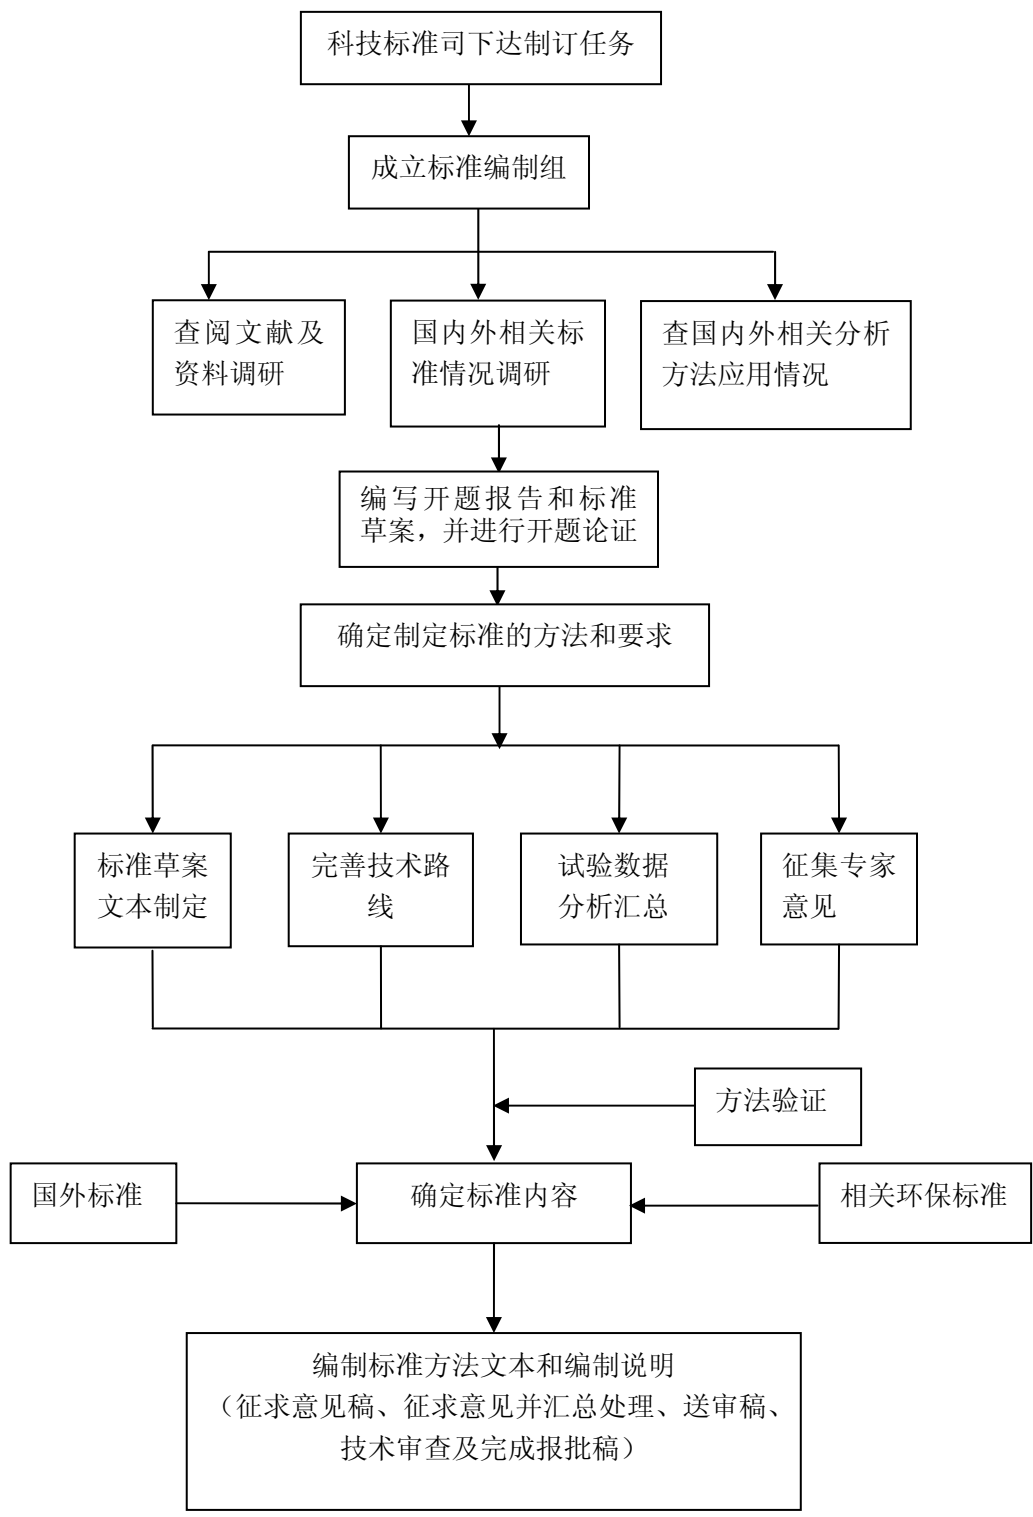 科技标准司下达制订任务
成立标准编制组
查阅文献及
资料调研
国内外相关标
准情况调研
查国内外相关分析
方法应用情况
编写开题报告和标准
草案，并进行开题论证
确定制定标准的方法和要求
标准草案
文本制定
完善技术路
线
试验数据
分析汇总
征集专家
意见
方法验证
国外标准
确定标准内容
相关环保标准
编制标准方法文本和编制说明
（征求意见稿、征求意见并汇总处理、送审稿、
技术审查及完成报批稿）